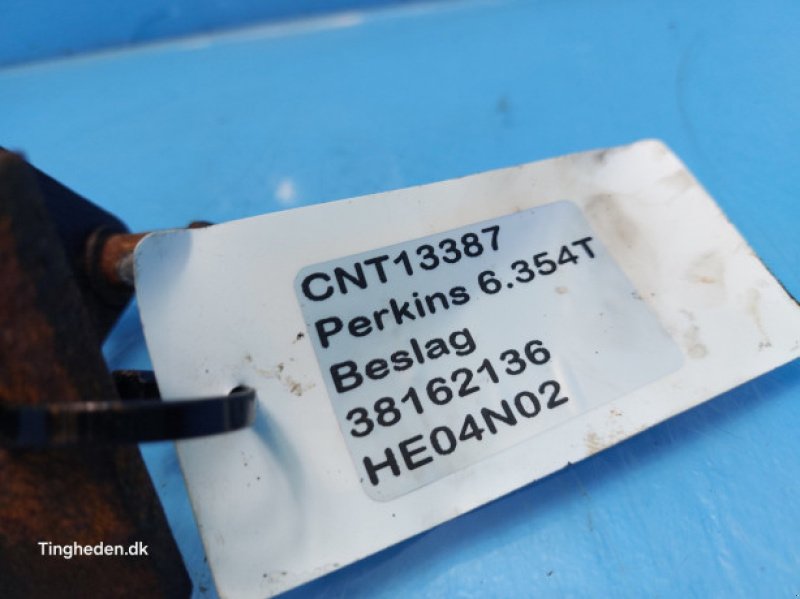 CNT13387
Perkins 6.354T
Beslag
38162136
HE04N02
Tingheden.dk